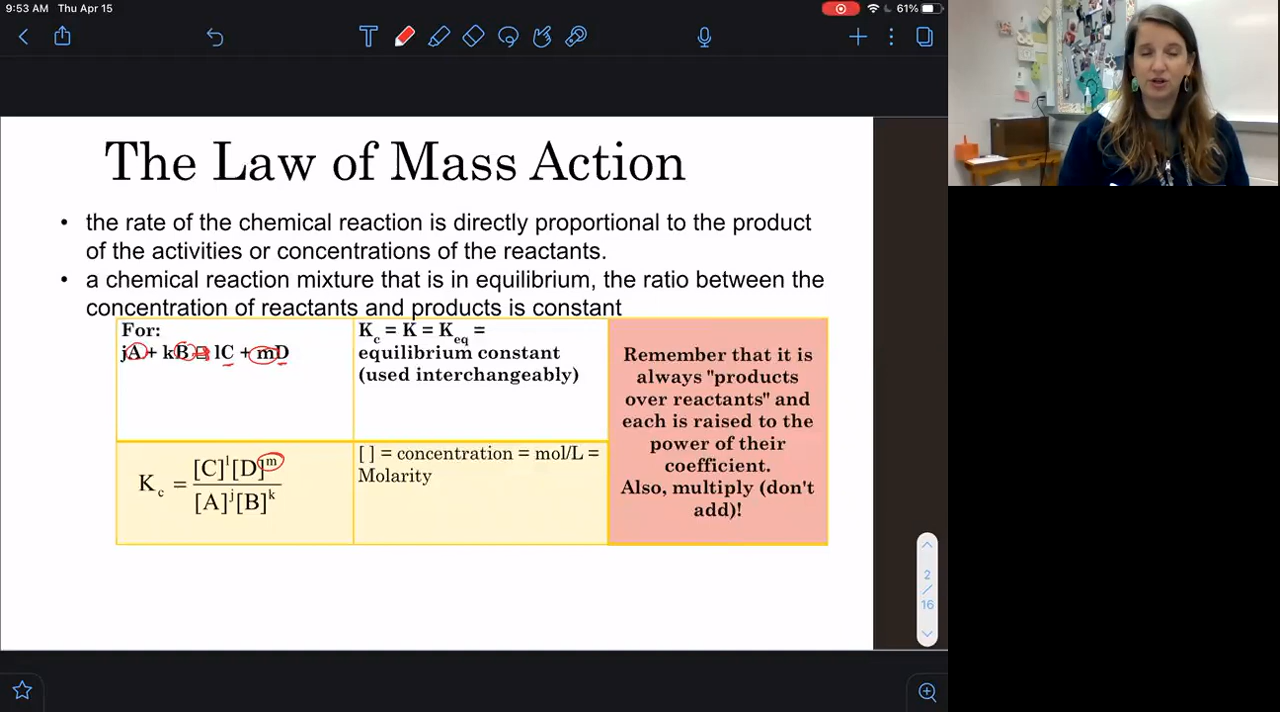 9:53 AM Thu Apr 15
61%
The Law of Mass Action
• the rate of the chemical reaction is directly proportional to the product
of the activities or concentrations of the reactants.
• a chemical reaction mixture that is in equilibrium, the ratio between the
concentration of reactants and products is constant
For:
jA + kB ⇌ lC + mD
K_c = K = K_eq =
equilibrium constant
(used interchangeably)
Remember that it is
always "products
over reactants" and
each is raised to the
power of their
coefficient.
Also, multiply (don't
add)!
K_c = [C]^l[D]^m / [A]^j[B]^k
[ ] = concentration = mol/L =
Molarity
2
/
16